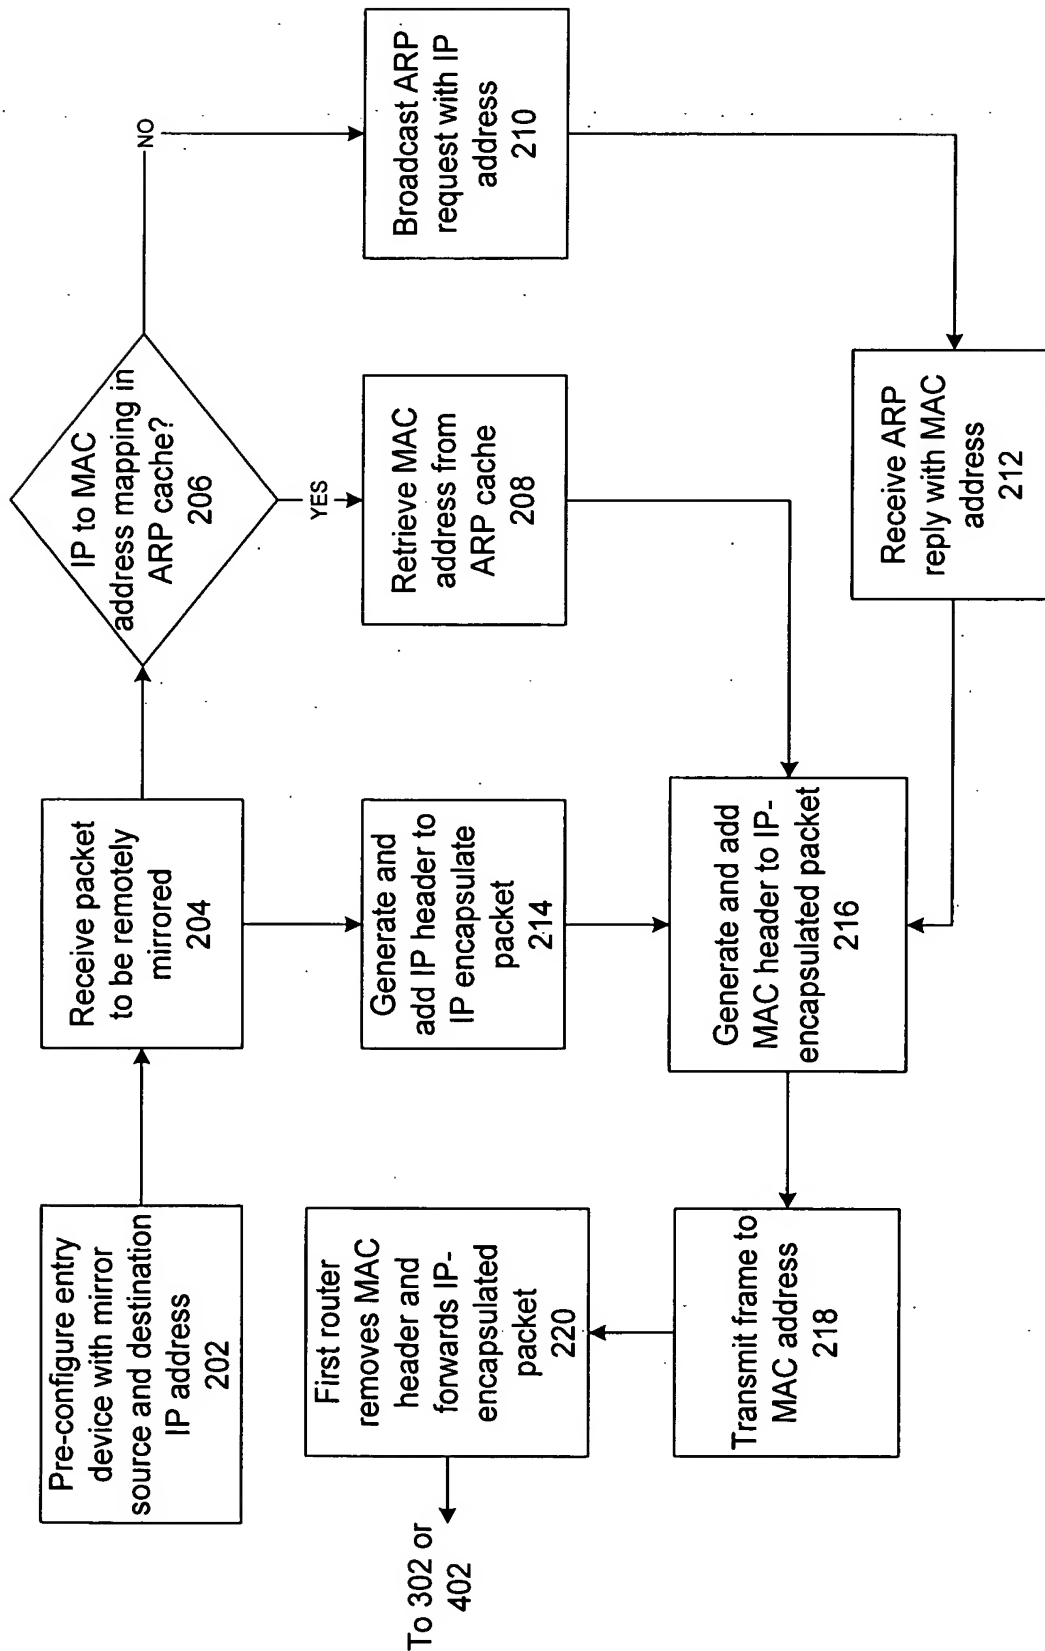 Pre-configure entry
device with mirror
source and destination
IP address
202
Receive packet
to be remotely
mirrored
204
IP to MAC
address mapping in
ARP cache?
206
NO
YES
Retrieve MAC
address from
ARP cache
208
Broadcast ARP
request with IP
address
210
Receive ARP
reply with MAC
address
212
Generate and
add IP header to
IP encapsulate
packet
214
Generate and add
MAC header to IP-
encapsulated packet
216
Transmit frame to
MAC address
218
First router
removes MAC
header and
forwards IP-
encapsulated
packet
220
To 302 or
402